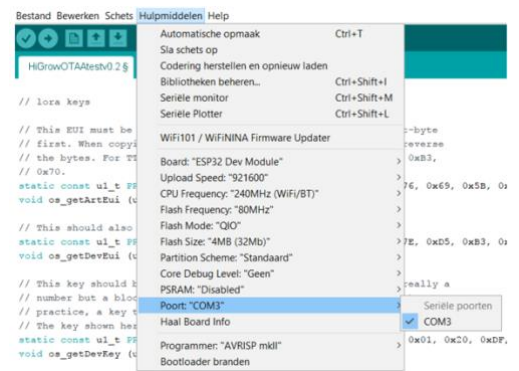 Bestand Bewerken Schets Hulpmiddelen Help
Automatische opmaak Ctrl+T
Sla schets op
HiGrowOTAAtestv0.2 §
Codering herstellen en opnieuw laden
Bibliotheken beheren... Ctrl+Shift+I
Seriële monitor Ctrl+Shift+M
// lora keys
Seriële Plotter Ctrl+Shift+L
// This EUI must be
WiFi101 / WiFiNINA Firmware Updater
-byte
// first. When copyi
reverse
// the bytes. For TT
Board: "ESP32 Dev Module"
0xB3,
// 0x70.
Upload Speed: "921600"
static const u1_t PR
CPU Frequency: "240MHz (WiFi/BT)"
76, 0x69, 0x5B, 0x
void os_getArtEui (u
Flash Frequency: "80MHz"
Flash Mode: "QIO"
// This should also
static const u1_t PR
Flash Size: "4MB (32Mb)"
7E, 0xD5, 0xB3, 0x
void os_getDevEui (u
Partition Scheme: "Standaard"
Core Debug Level: "Geen"
// This key should b
PSRAM: "Disabled"
really a
// number but a bloc
Poort: "COM3"
Seriële poorten
// practice, a key t
Haal Board Info
COM3
// The key shown her
static const u1_t PR
Programmer: "AVRISP mkII"
0x01, 0x20, 0xDF,
void os_getDevKey (u
Bootloader branden